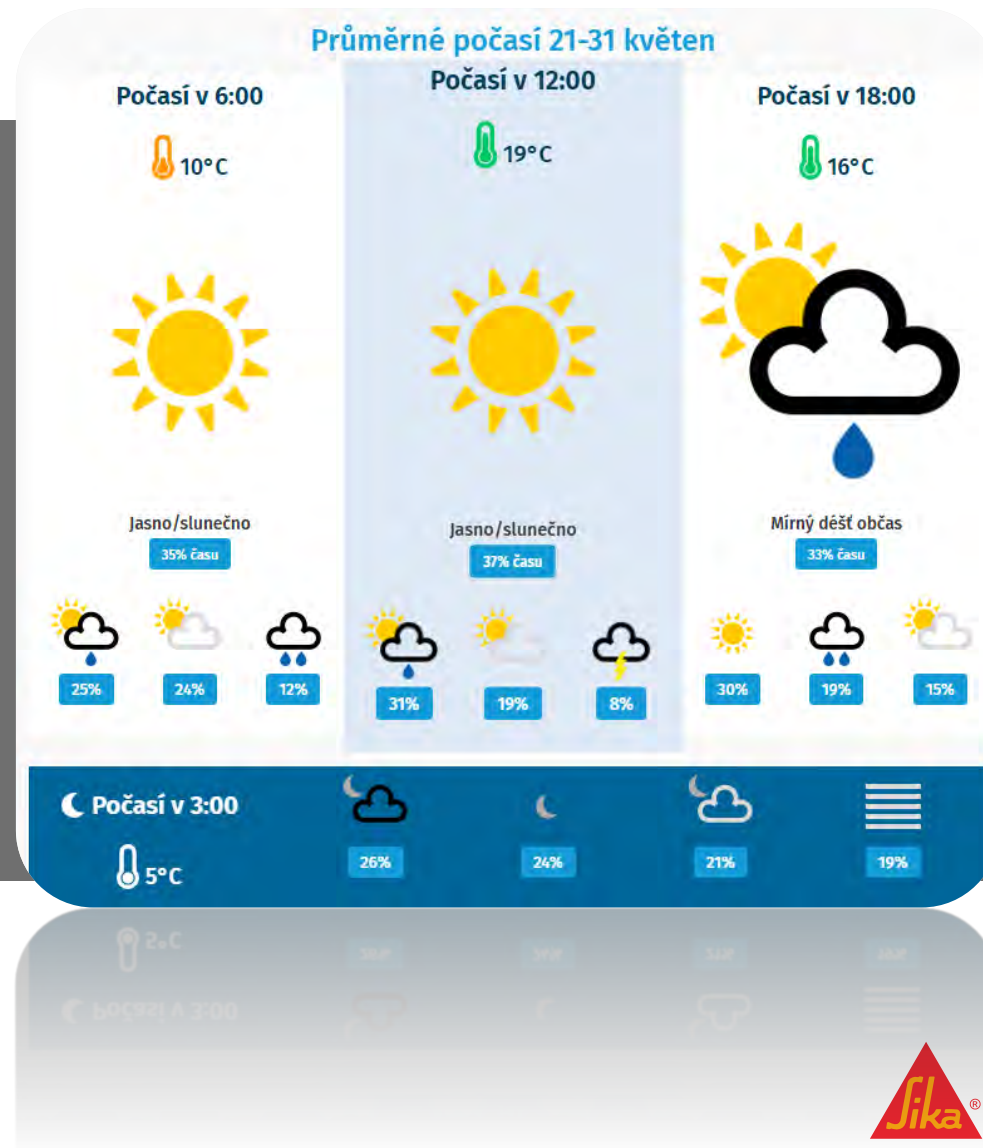 Průměrné počasí 21-31 květen
Počasí v 6:00
10°C
Jasno/slunečno
35% času
25% 24% 12%
Počasí v 12:00
19°C
Jasno/slunečno
37% času
31% 19% 8%
Počasí v 18:00
16°C
Mírný déšť občas
33% času
30% 19% 15%
Počasí v 3:00
5°C
26% 24% 21% 19%
Sika®